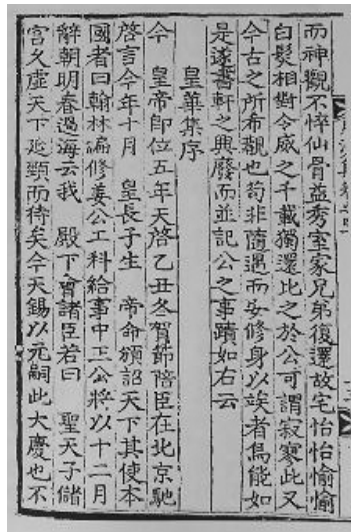 而神觀不悴仙骨益秀室家兄弟復還故宅怡怡愉愉
白髮相對令威之千載獨還比之於公可謂寂寥此又
今古之所希觀也苟非隨遇而安修身以竢者焉能如
是遂書軒之興廢而並記公之事蹟如右云
皇華集序
今 皇帝卽位五年天啓乙丑冬賀節陪臣在北京馳
啓言今年十月 皇長子生 帝命頒詔天下其使本
國者曰翰林編修姜公工科給事中王公將以十二月
辭朝明春過海云我 殿下會諸臣若曰 聖天子儲
宮久虛天下延頸而待矣今天錫以元嗣此大慶也不